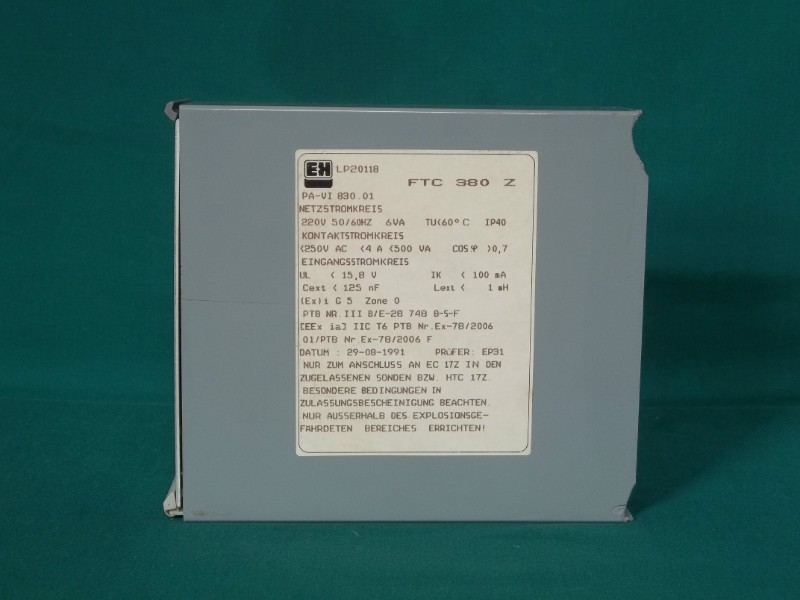 E+H LP20118
FTC 380 Z
PA-VI 830.01
NETZSTROMKREIS
220V 50/60HZ 6VA TU<60°C IP40
KONTAKTSTROMKREIS
<250V AC <4 A <500 VA COS φ >0,7
EINGANGSSTROMKREIS
UL < 15,8 V IK < 100 mA
Cext < 125 nF Lext < 1 mH
(Ex)i G 5 Zone 0
PTB NR.III B/E-28 748 B-S-F
[EEx ia] IIC T6 PTB Nr.Ex-78/2006
01/PTB Nr.Ex-78/2006 F
DATUM : 29-08-1991 PRÜFER: EP31
NUR ZUM ANSCHLUSS AN EC 17Z IN DEN
ZUGELASSENEN SONDEN BZW. HTC 17Z.
BESONDERE BEDINGUNGEN IN
ZULASSUNGSBESCHEINIGUNG BEACHTEN.
NUR AUSSERHALB DES EXPLOSIONSGE-
FÄHRDETEN BEREICHES ERRICHTEN!